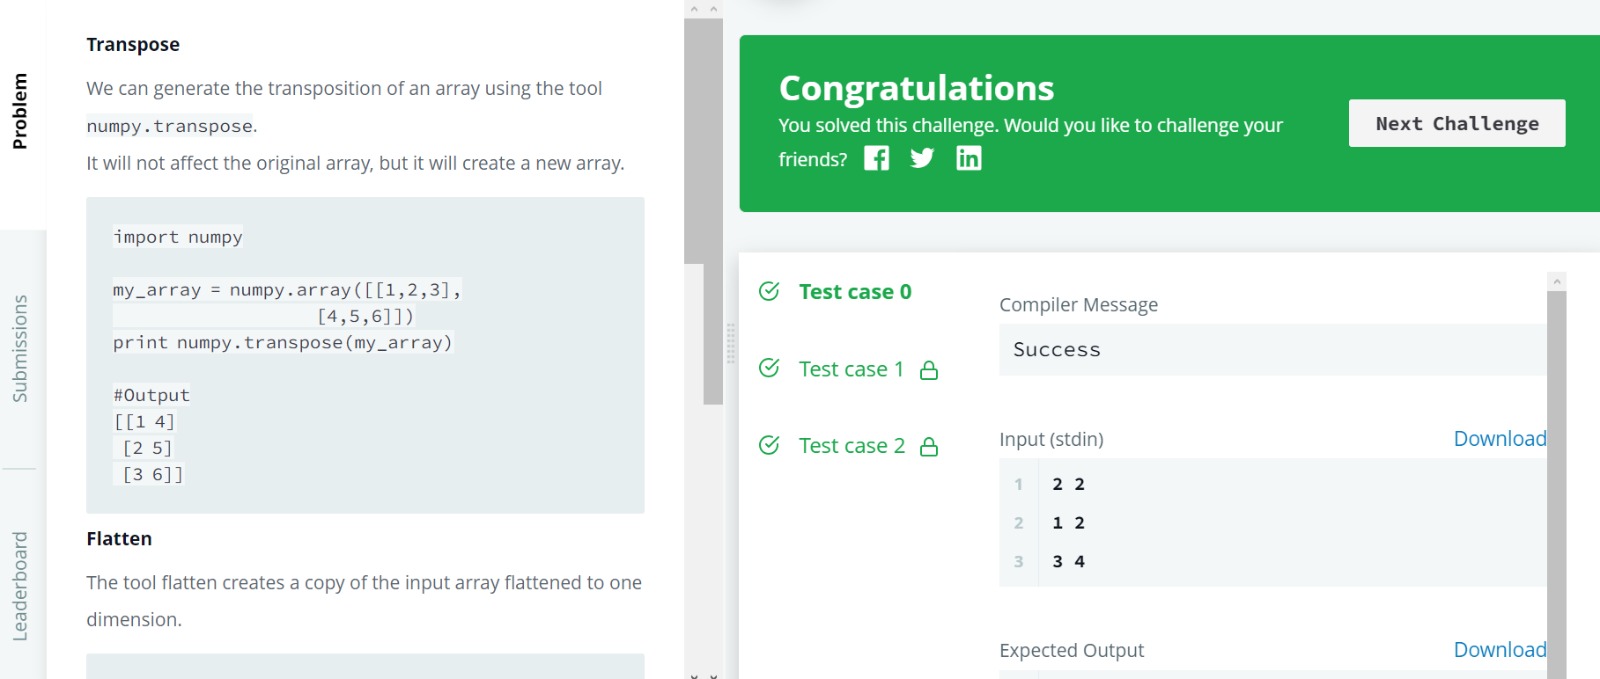 Problem
Submissions
Leaderboard
Transpose
We can generate the transposition of an array using the tool
numpy.transpose.
It will not affect the original array, but it will create a new array.
import numpy
my_array = numpy.array([[1,2,3],
[4,5,6]])
print numpy.transpose(my_array)
#Output
[[1 4]
[2 5]
[3 6]]
Flatten
The tool flatten creates a copy of the input array flattened to one
dimension.
Congratulations
You solved this challenge. Would you like to challenge your
friends?
Next Challenge
Test case 0
Test case 1
Test case 2
Compiler Message
Success
Input (stdin)
Download
1 2 2
2 1 2
3 3 4
Expected Output
Download